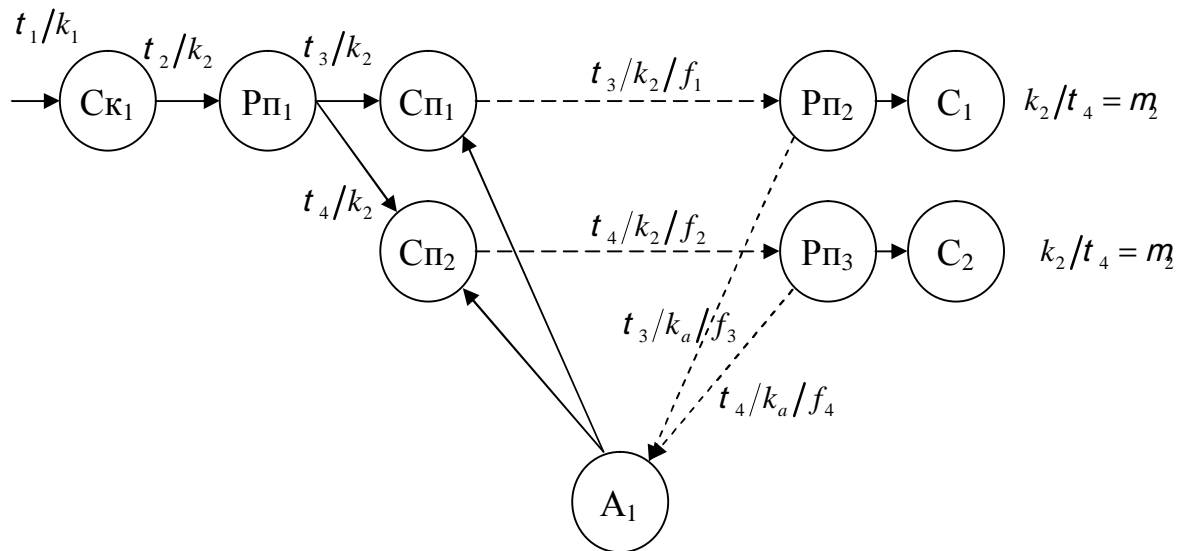 t₁/k₁
t₂/k₂
t₃/k₂
t₃/k₂/f₁
Ск₁
Рп₁
Сп₁
Рп₂
С₁
k₂/t₄ = m₂
t₄/k₂
t₄/k₂/f₂
Сп₂
Рп₃
С₂
k₂/t₄ = m₂
t₃/kₐ/f₃
t₄/kₐ/f₄
А₁